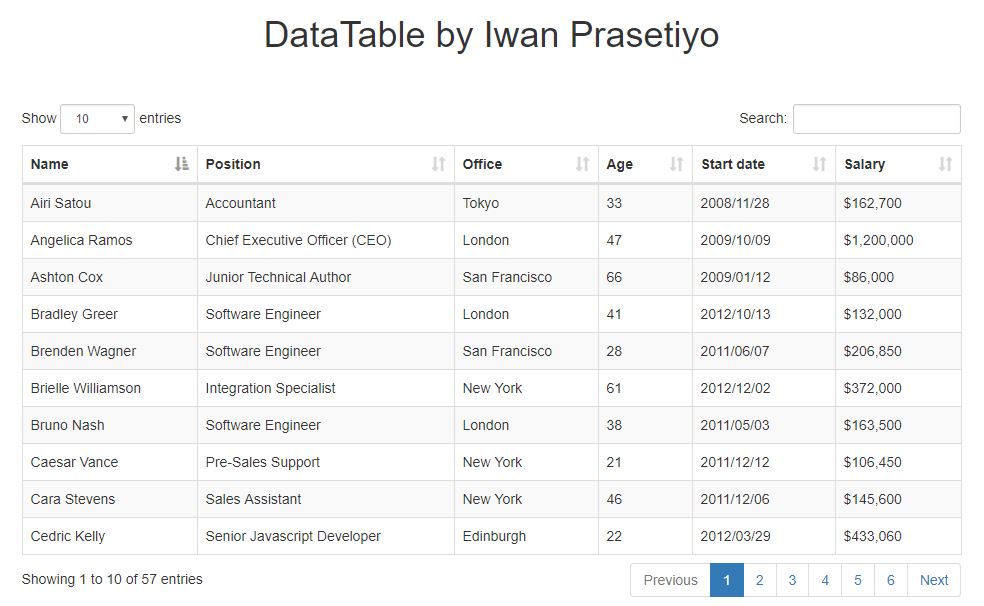 DataTable by Iwan Prasetiyo
Show 10 entries Search:
Name Position Office Age Start date Salary
Airi Satou Accountant Tokyo 33 2008/11/28 $162,700
Angelica Ramos Chief Executive Officer (CEO) London 47 2009/10/09 $1,200,000
Ashton Cox Junior Technical Author San Francisco 66 2009/01/12 $86,000
Bradley Greer Software Engineer London 41 2012/10/13 $132,000
Brenden Wagner Software Engineer San Francisco 28 2011/06/07 $206,850
Brielle Williamson Integration Specialist New York 61 2012/12/02 $372,000
Bruno Nash Software Engineer London 38 2011/05/03 $163,500
Caesar Vance Pre-Sales Support New York 21 2011/12/12 $106,450
Cara Stevens Sales Assistant New York 46 2011/12/06 $145,600
Cedric Kelly Senior Javascript Developer Edinburgh 22 2012/03/29 $433,060
Showing 1 to 10 of 57 entries Previous 1 2 3 4 5 6 Next